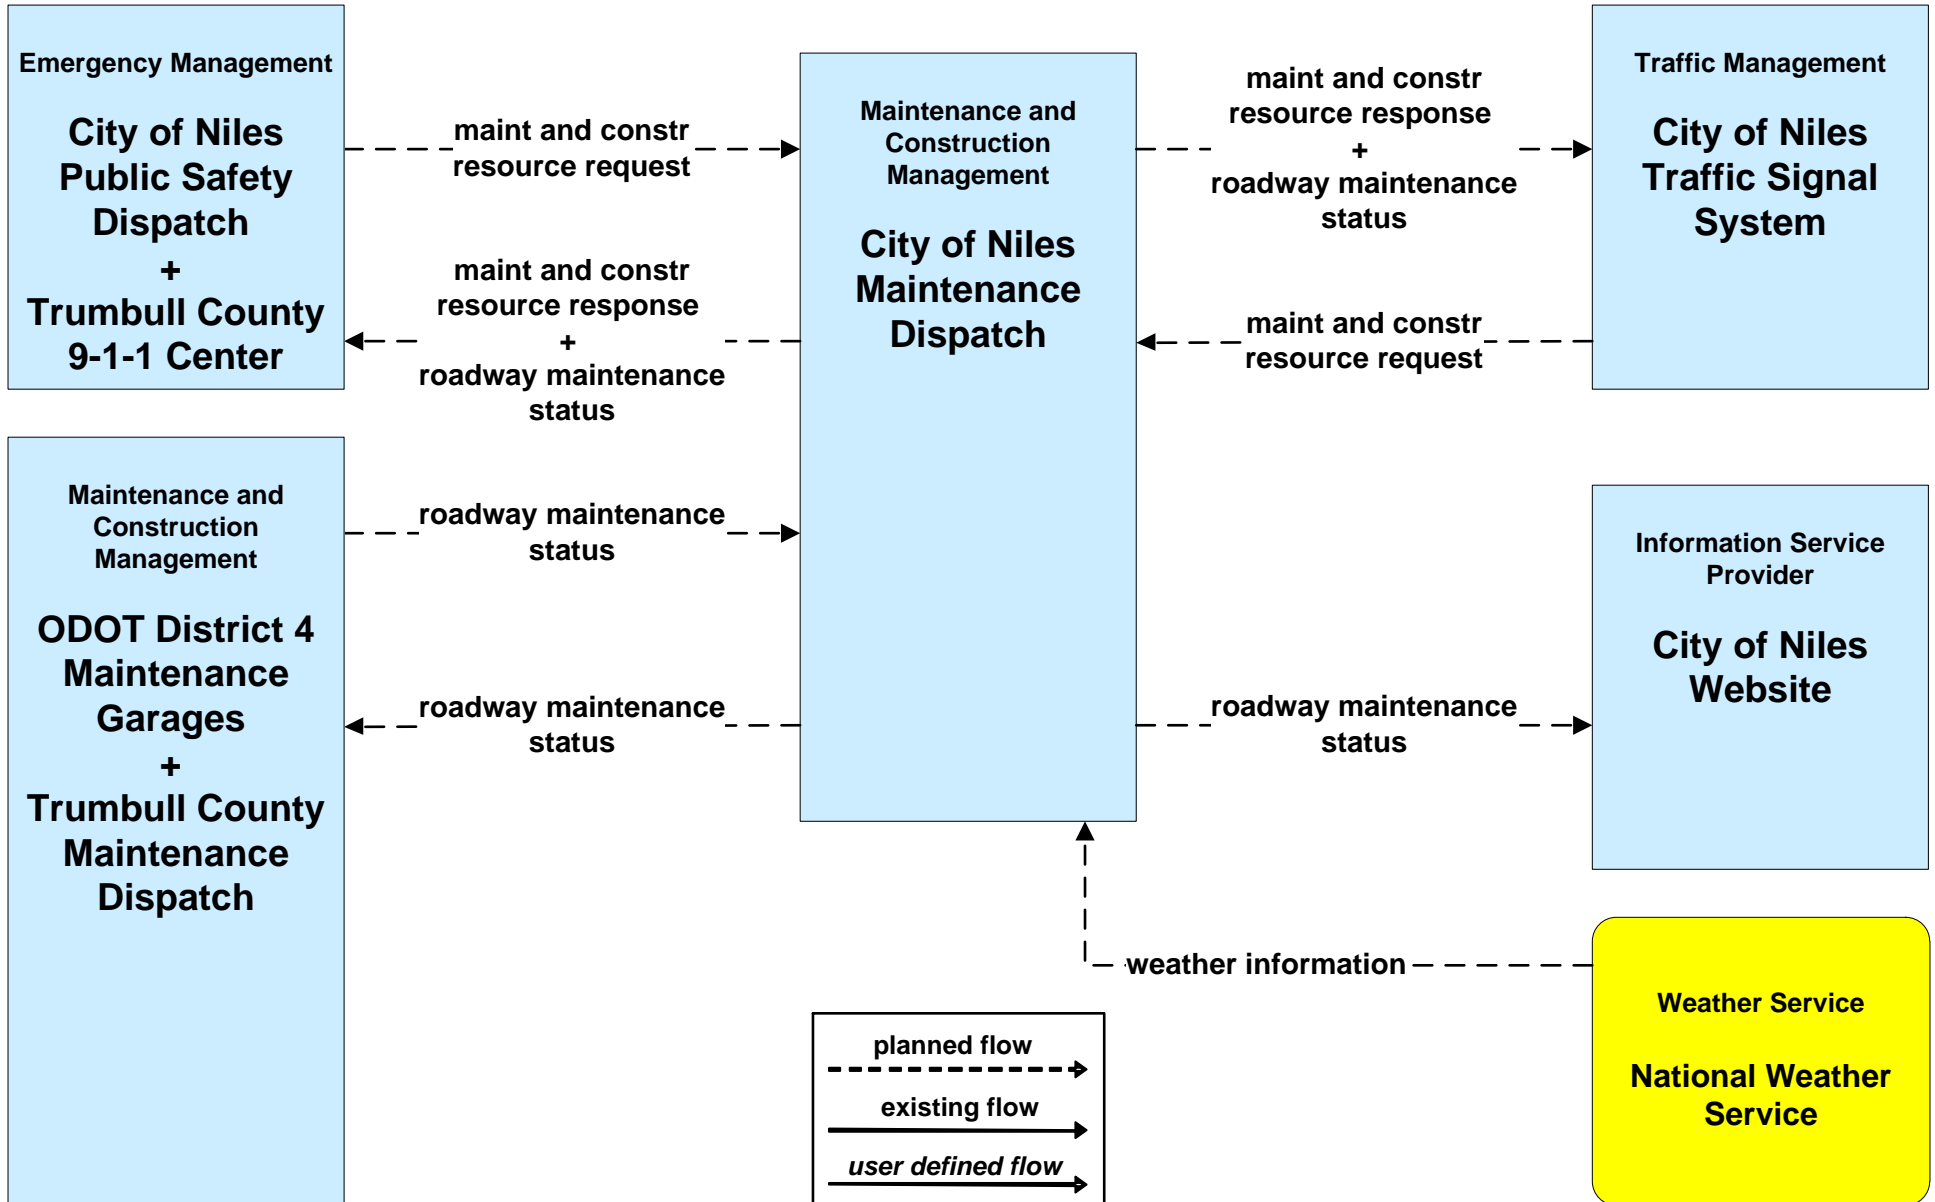 Emergency Management
City of Niles
Public Safety
Dispatch
+
Trumbull County
9-1-1 Center
maint and constr
resource request
maint and constr
resource response
+
roadway maintenance
status
Maintenance and
Construction
Management
City of Niles
Maintenance
Dispatch
maint and constr
resource response
+
roadway maintenance
status
maint and constr
resource request
Traffic Management
City of Niles
Traffic Signal
System
Maintenance and
Construction
Management
ODOT District 4
Maintenance
Garages
+
Trumbull County
Maintenance
Dispatch
roadway maintenance
status
roadway maintenance
status
roadway maintenance
status
Information Service
Provider
City of Niles
Website
weather information
Weather Service
National Weather
Service
planned flow
existing flow
user defined flow